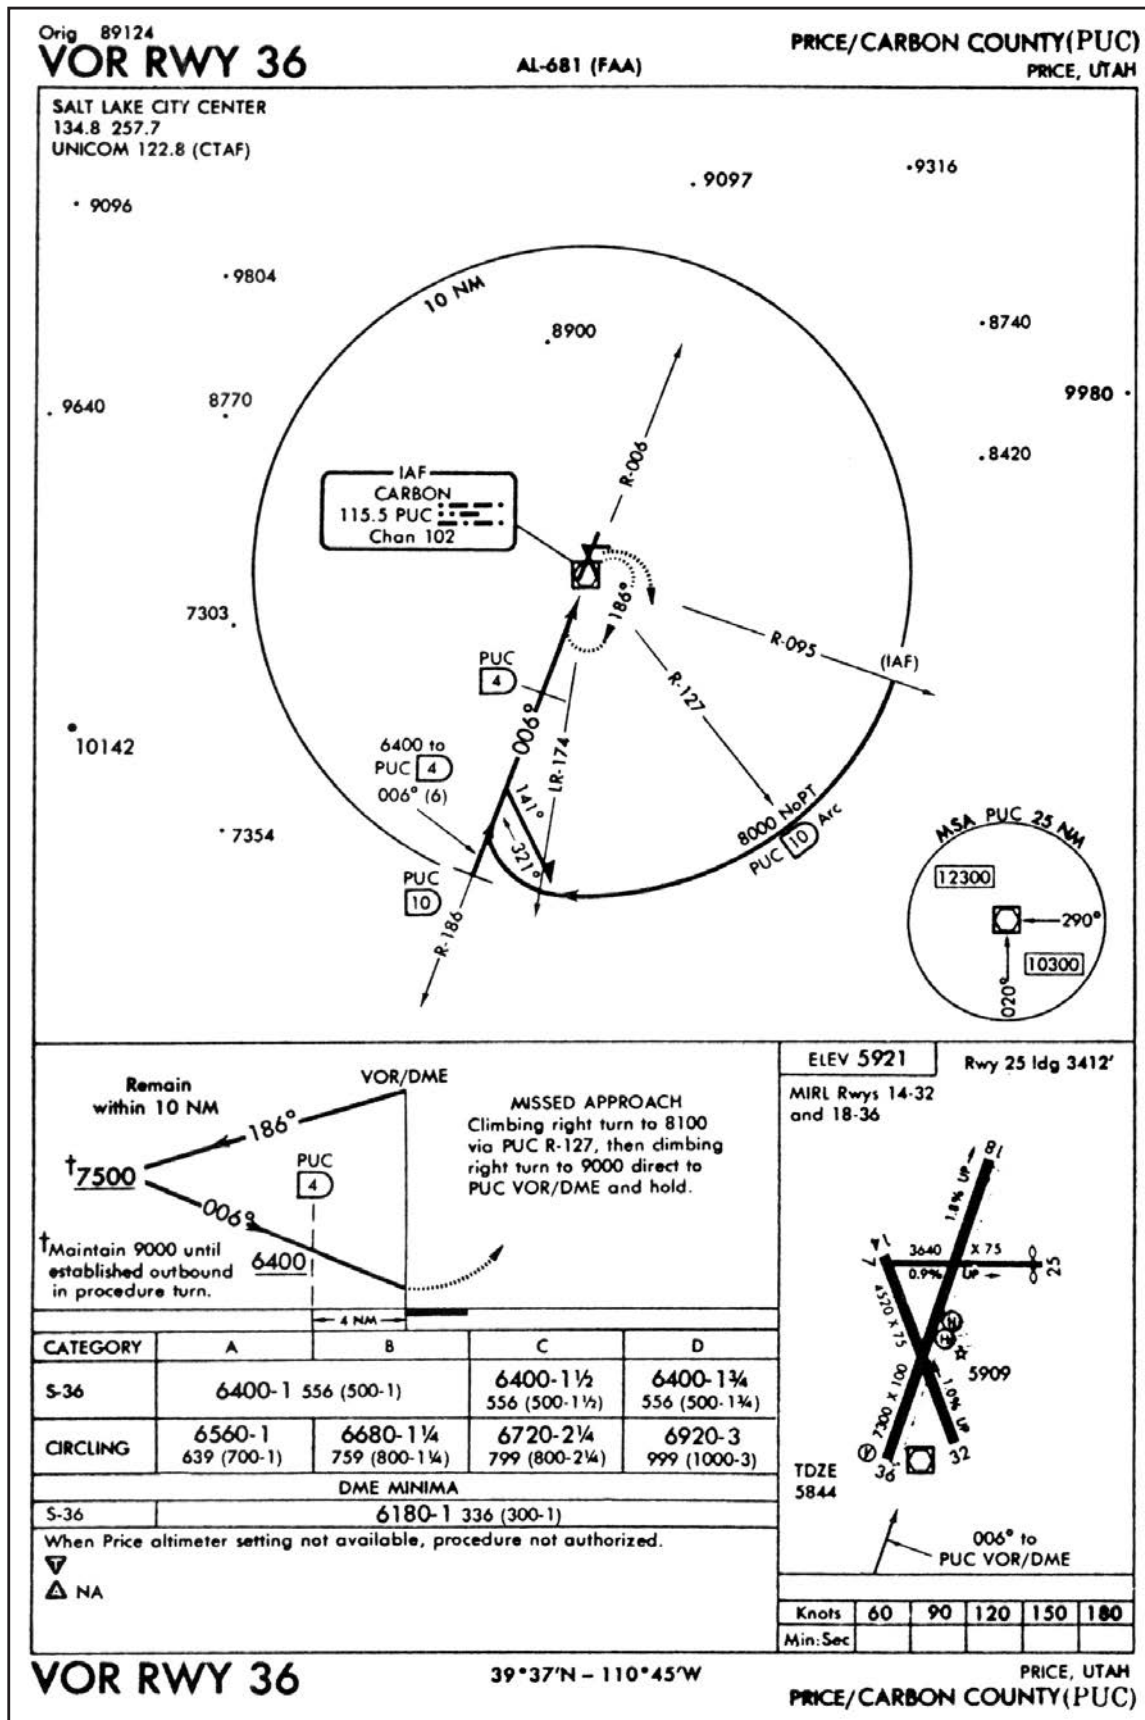 Orig 89124
VOR RWY 36
AL-681 (FAA)
PRICE/CARBON COUNTY(PUC)
PRICE, UTAH
SALT LAKE CITY CENTER
134.8 257.7
UNICOM 122.8 (CTAF)
9096
9097
9316
9804
10 NM
8900
8740
9640
8770
9980
8420
R-006
IAF
CARBON
115.5 PUC
Chan 102
186°
7303
R-095
(IAF)
R-127
PUC
4
10142
006°
LR-174
6400 to
PUC 4
006° (6)
141°
321°
7354
8000 NoPT
PUC 10 Arc
PUC
10
R-186
MSA PUC 25 NM
12300
290°
10300
020°
Remain
within 10 NM
VOR/DME
186°
†7500
006°
PUC
4
6400
†Maintain 9000 until
established outbound
in procedure turn.
4 NM
MISSED APPROACH
Climbing right turn to 8100
via PUC R-127, then climbing
right turn to 9000 direct to
PUC VOR/DME and hold.
ELEV 5921
Rwy 25 ldg 3412'
MIRL Rwys 14-32
and 18-36
18
1.8% UP
3640 X 75
0.9% UP
7
25
4520 X 75
H
H
5909
7300 X 100
1.0% UP
V
36
32
TDZE
5844
006° to
PUC VOR/DME
CATEGORY A B C D
S-36 6400-1 556 (500-1) 6400-1½ 6400-1¾
556 (500-1½) 556 (500-1¾)
CIRCLING 6560-1 6680-1¼ 6720-2¼ 6920-3
639 (700-1) 759 (800-1¼) 799 (800-2¼) 999 (1000-3)
DME MINIMA
S-36 6180-1 336 (300-1)
When Price altimeter setting not available, procedure not authorized.
T
A NA
Knots 60 90 120 150 180
Min:Sec
VOR RWY 36
39°37'N – 110°45'W
PRICE, UTAH
PRICE/CARBON COUNTY(PUC)